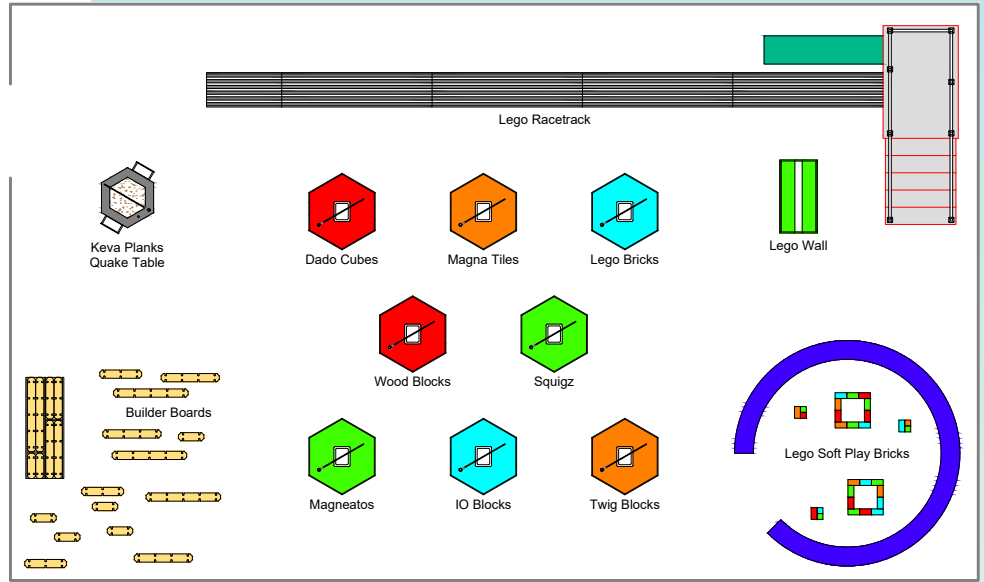 Lego Racetrack
Keva Planks
Quake Table
Dado Cubes
Magna Tiles
Lego Bricks
Lego Wall
Wood Blocks
Squigz
Builder Boards
Lego Soft Play Bricks
Magneatos
IO Blocks
Twig Blocks